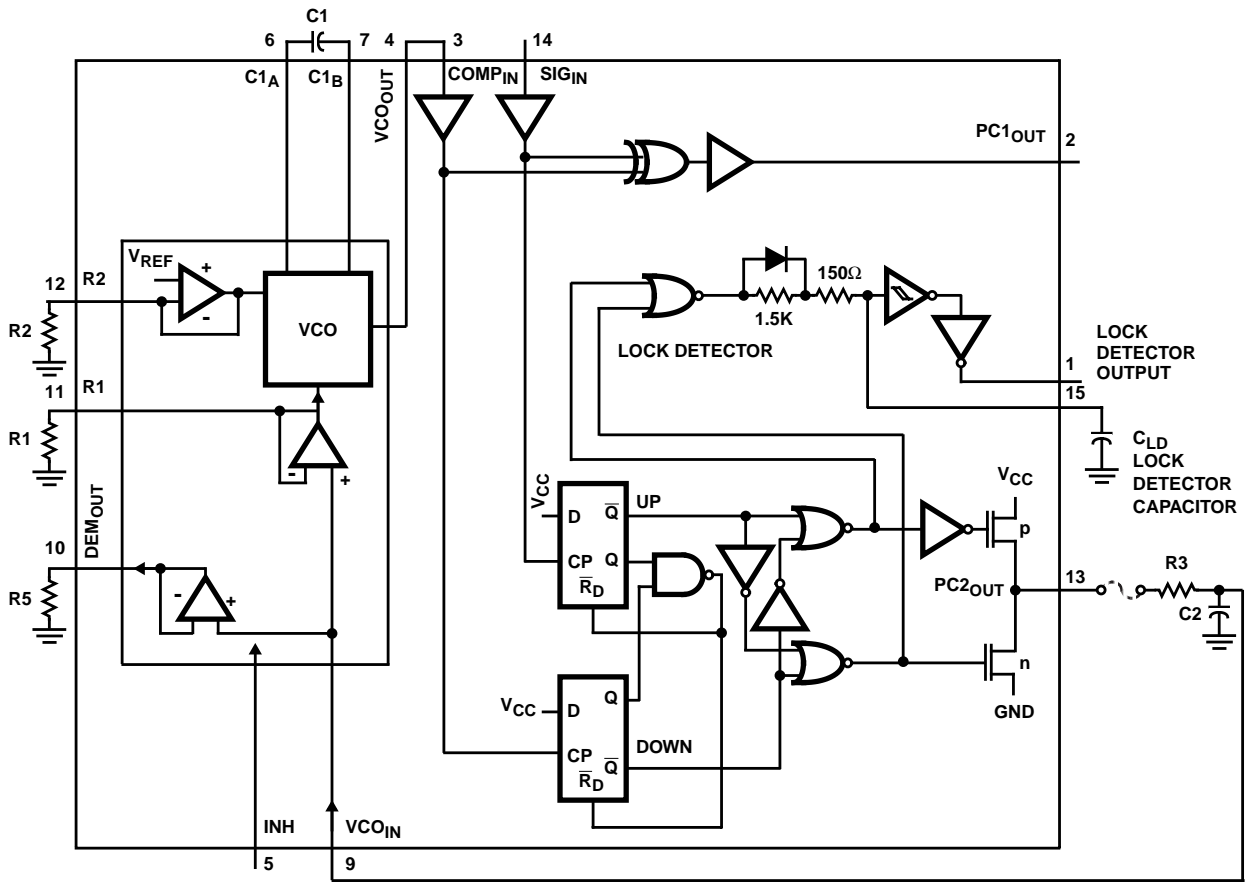 C1
6 7 4 3 14
C1A C1B VCOOUT COMPIN SIGIN
PC1OUT 2
VREF
12 R2
R2
VCO
150Ω
1.5K
LOCK DETECTOR
LOCK
DETECTOR
OUTPUT
1
15
11 R1
R1
CLD
LOCK
DETECTOR
CAPACITOR
VCC
DEMOUT
10
R5
VCC
D Q̅ UP
CP Q
R̅D
p
PC2OUT 13 R3
C2
n
GND
VCC D Q
CP Q̅ DOWN
R̅D
INH VCOIN
5 9
+
-
-
+
-
+